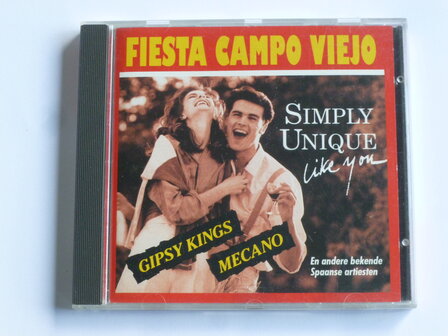 FIESTA CAMPO VIEJO
SIMPLY
UNIQUE
Like you
GIPSY KINGS
MECANO
En andere bekende
Spaanse artiesten